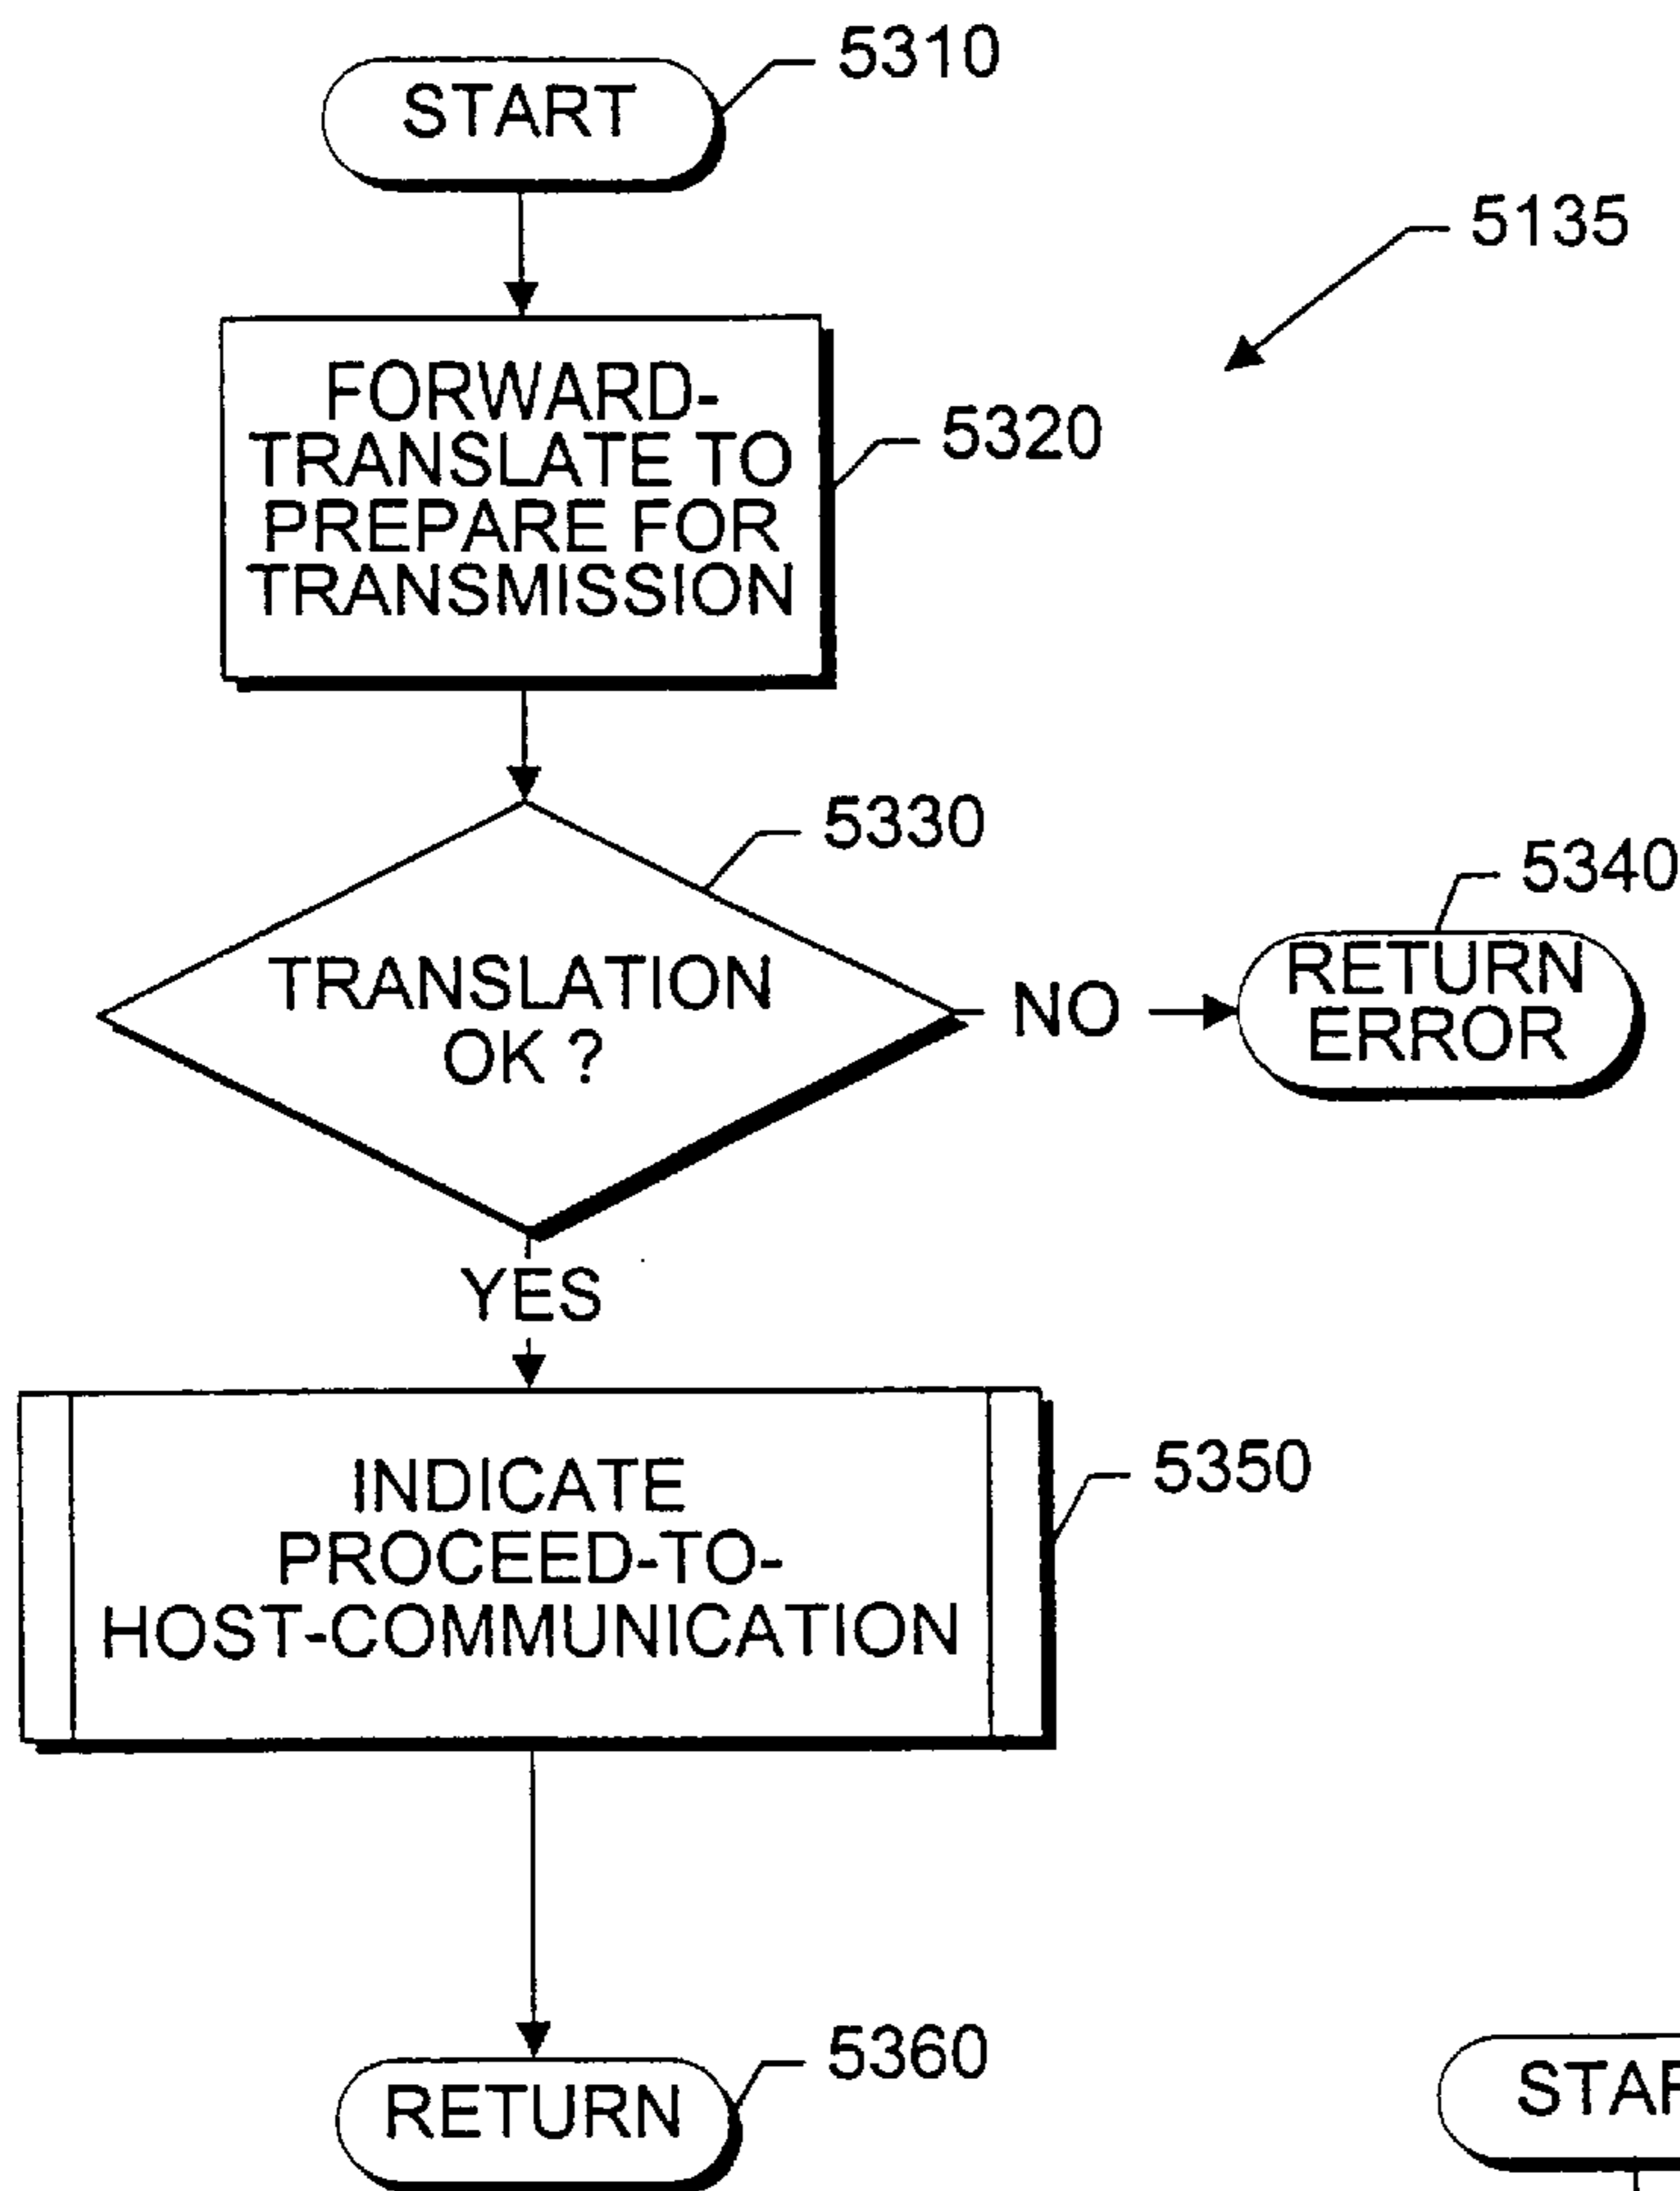 5310
START
5135
FORWARD-
TRANSLATE TO
PREPARE FOR
TRANSMISSION
5320
5330
5340
TRANSLATION
OK ?
NO
RETURN
ERROR
YES
INDICATE
PROCEED-TO-
HOST-COMMUNICATION
5350
5360
RETURN